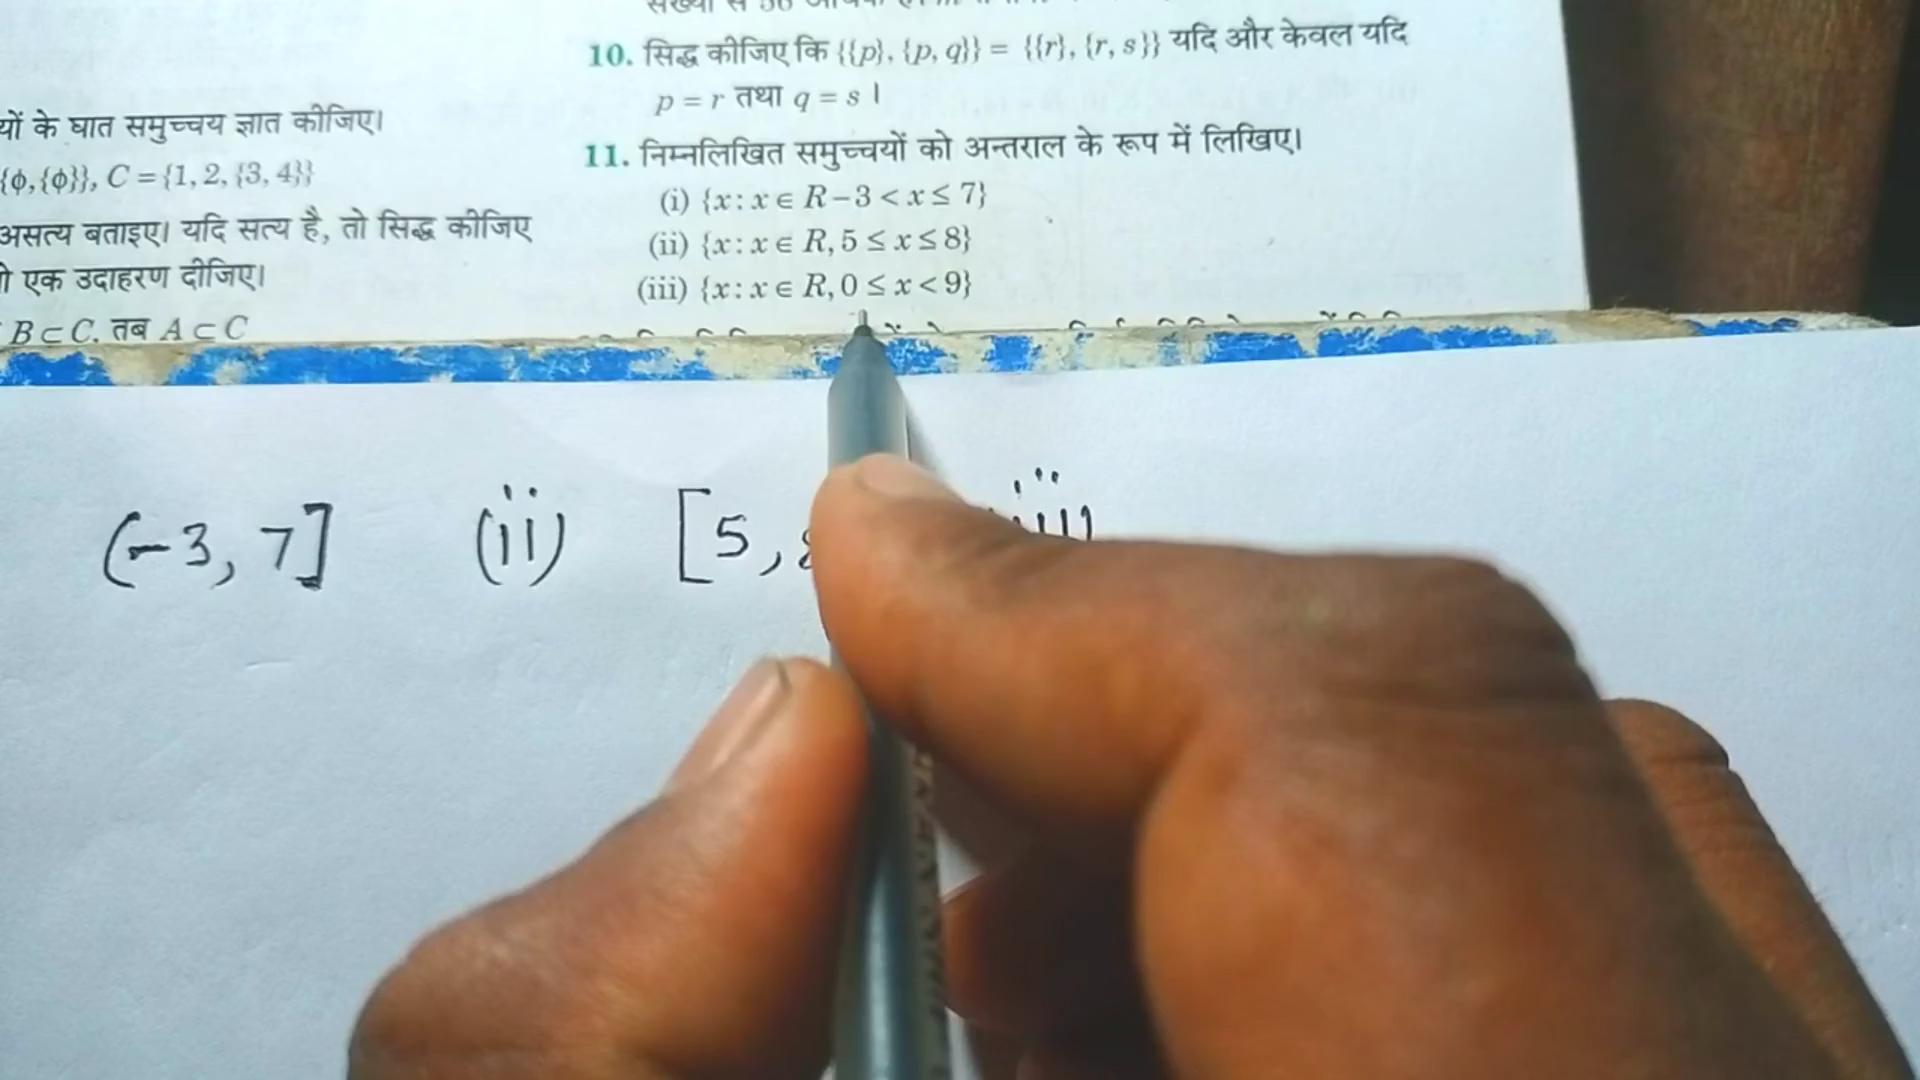 10. सिद्ध कीजिए कि {{p}, {p, q}} = {{r}, {r, s}} यदि और केवल यदि
p = r तथा q = s ।
11. निम्नलिखित समुच्चयों को अन्तराल के रूप में लिखिए।
(i) {x : x ∈ R – 3 < x ≤ 7}
(ii) {x : x ∈ R, 5 ≤ x ≤ 8}
(iii) {x : x ∈ R, 0 ≤ x < 9}
के घात समुच्चय ज्ञात कीजिए।
{ϕ,{ϕ}}, C = {1, 2, {3, 4}}
असत्य बताइए। यदि सत्य है, तो सिद्ध कीजिए
एक उदाहरण दीजिए।
B ⊂ C. तब A ⊂ C
(-3, 7] (ii) [5,